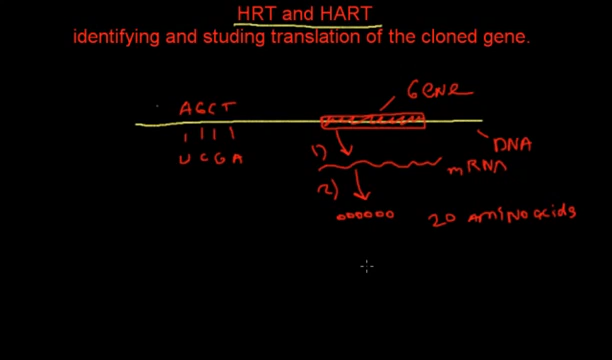 HRT and HART
identifying and studing translation of the cloned gene.
GENE
AGCT
DNA
UCGA
1)
mRNA
2)
20 AMINO acids